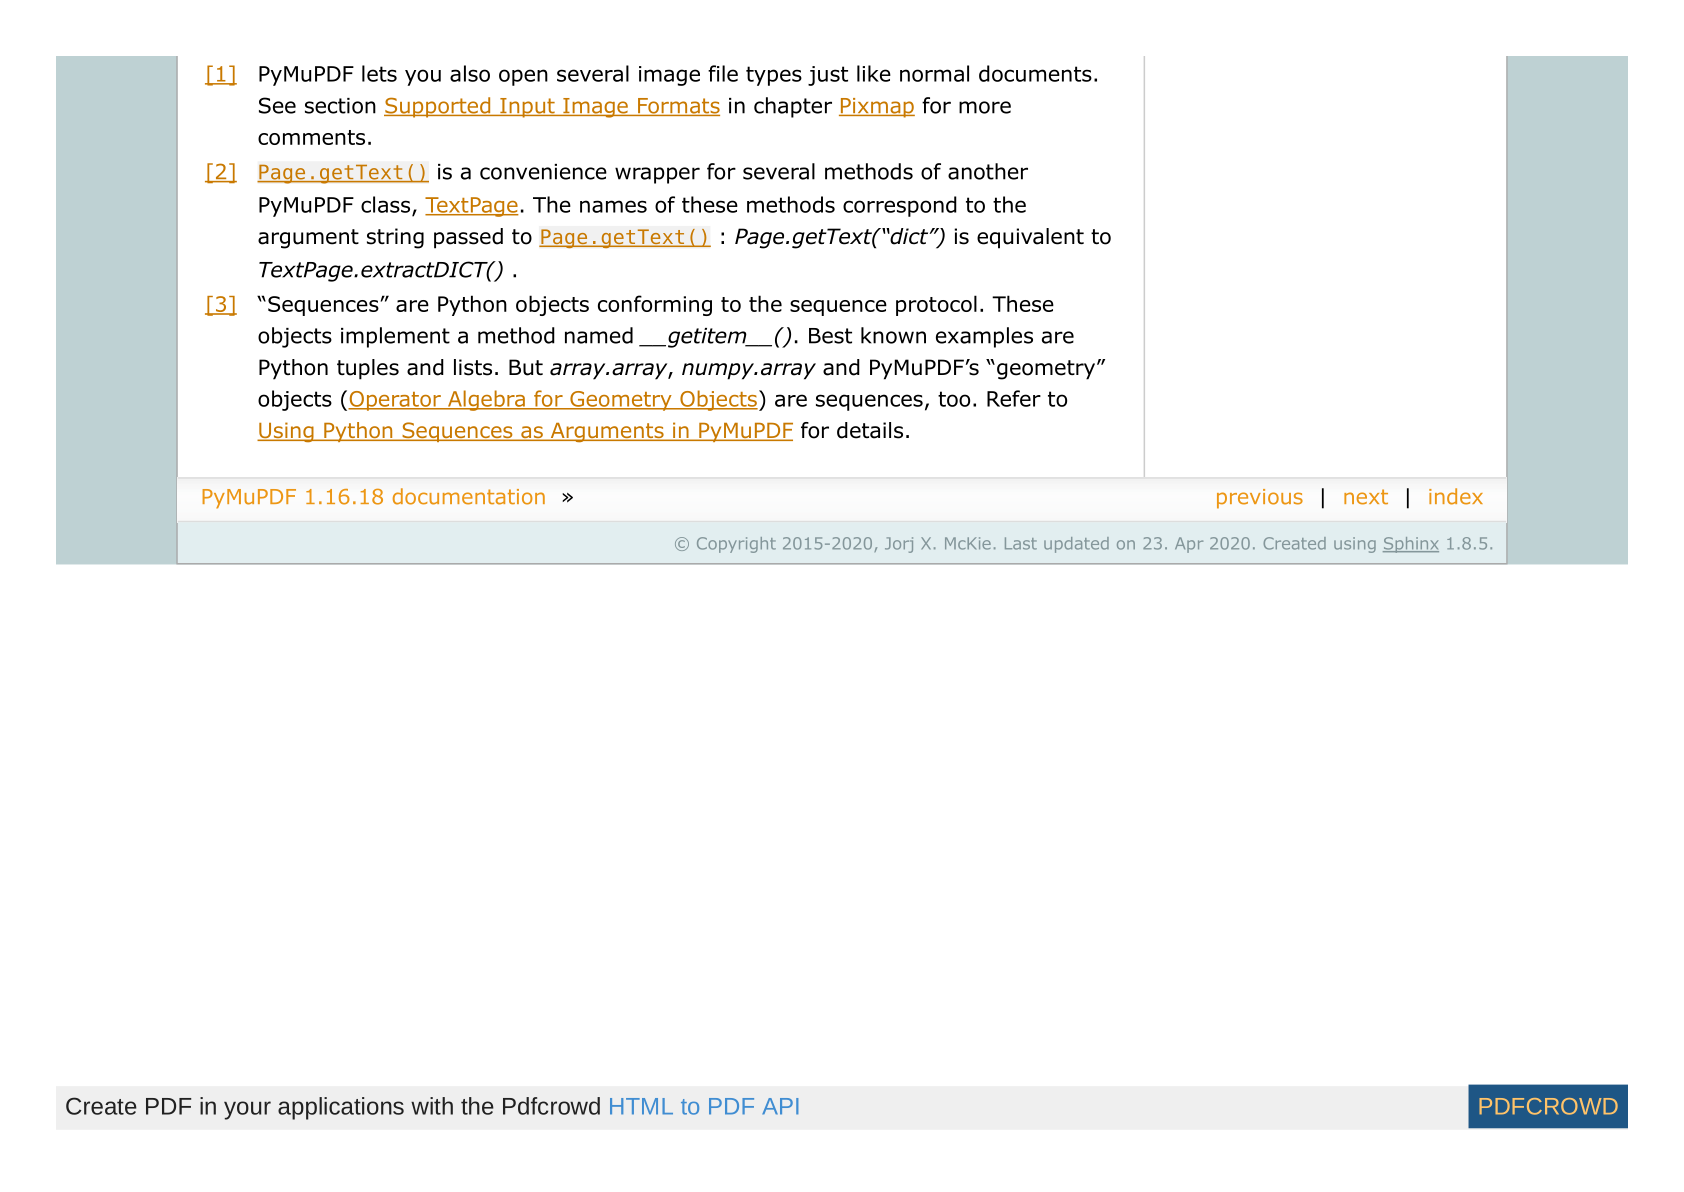 [1] PyMuPDF lets you also open several image file types just like normal documents.
See section Supported Input Image Formats in chapter Pixmap for more
comments.
[2] Page.getText() is a convenience wrapper for several methods of another
PyMuPDF class, TextPage. The names of these methods correspond to the
argument string passed to Page.getText() : Page.getText(“dict”) is equivalent to
TextPage.extractDICT() .
[3] “Sequences” are Python objects conforming to the sequence protocol. These
objects implement a method named __getitem__(). Best known examples are
Python tuples and lists. But array.array, numpy.array and PyMuPDF’s “geometry”
objects (Operator Algebra for Geometry Objects) are sequences, too. Refer to
Using Python Sequences as Arguments in PyMuPDF for details.
PyMuPDF 1.16.18 documentation » previous | next | index
© Copyright 2015-2020, Jorj X. McKie. Last updated on 23. Apr 2020. Created using Sphinx 1.8.5.
Create PDF in your applications with the Pdfcrowd HTML to PDF API PDFCROWD